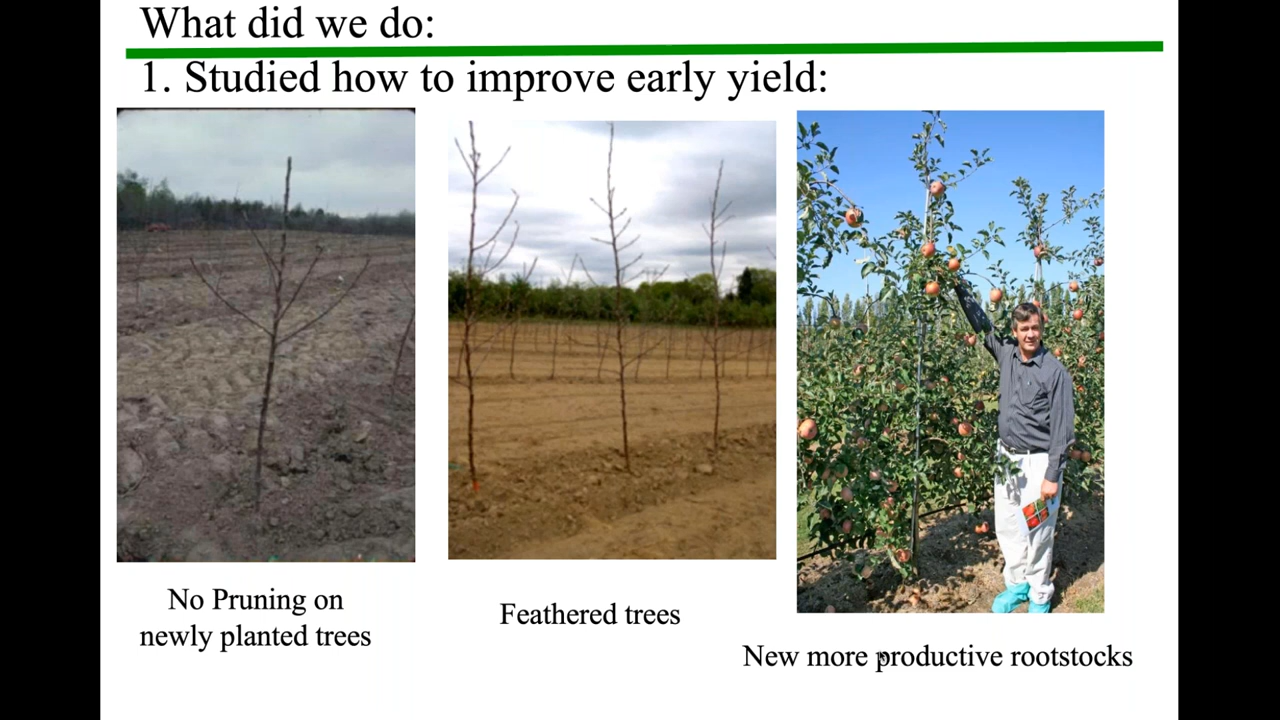 What did we do:
1. Studied how to improve early yield:
No Pruning on
newly planted trees
Feathered trees
New more productive rootstocks